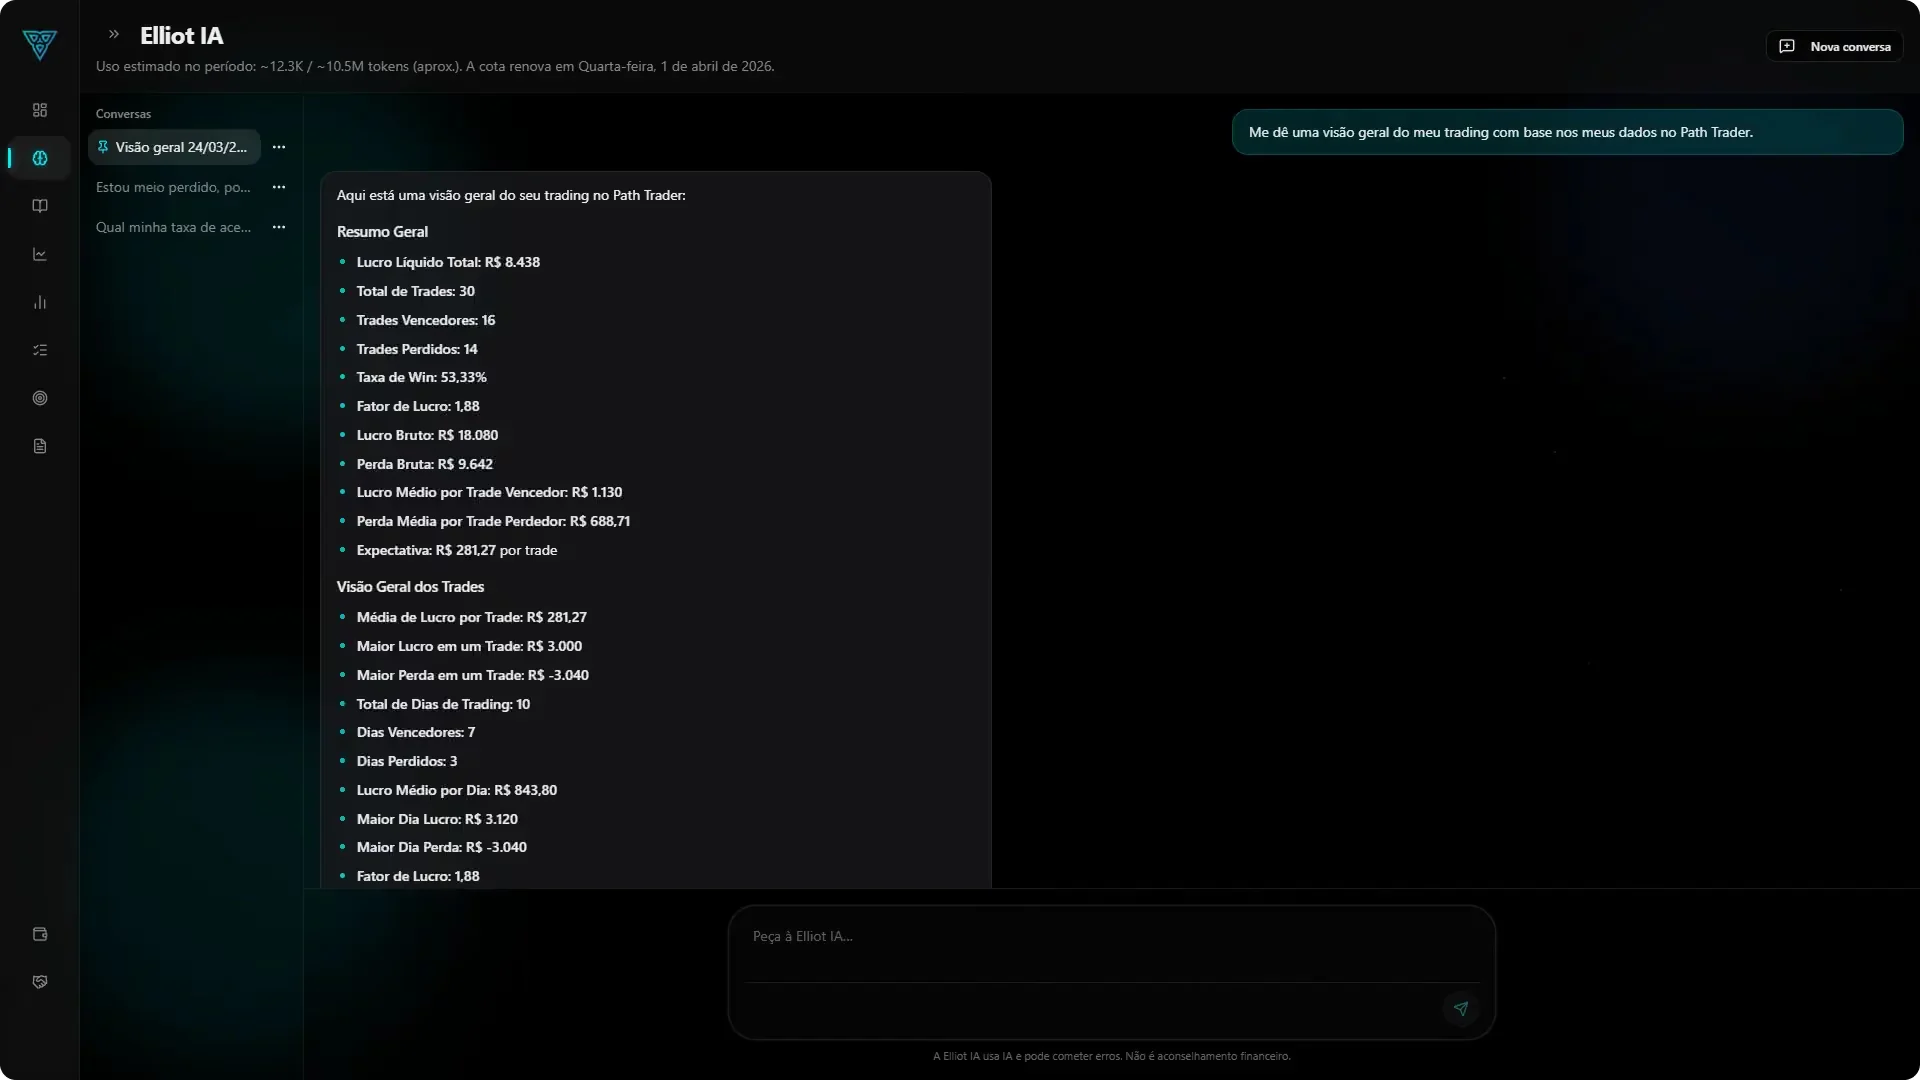 Elliot IA
Uso estimado no período: ~12.3K / ~10.5M tokens (aprox.). A cota renova em Quarta-feira, 1 de abril de 2026.
Nova conversa
Conversas
Visão geral 24/03/2...
Estou meio perdido, po...
Qual minha taxa de ace...
Me dê uma visão geral do meu trading com base nos meus dados no Path Trader.
Aqui está uma visão geral do seu trading no Path Trader:
Resumo Geral
• Lucro Líquido Total: R$ 8.438
• Total de Trades: 30
• Trades Vencedores: 16
• Trades Perdidos: 14
• Taxa de Win: 53,33%
• Fator de Lucro: 1,88
• Lucro Bruto: R$ 18.080
• Perda Bruta: R$ 9.642
• Lucro Médio por Trade Vencedor: R$ 1.130
• Perda Média por Trade Perdedor: R$ 688,71
• Expectativa: R$ 281,27 por trade
Visão Geral dos Trades
• Média de Lucro por Trade: R$ 281,27
• Maior Lucro em um Trade: R$ 3.000
• Maior Perda em um Trade: R$ -3.040
• Total de Dias de Trading: 10
• Dias Vencedores: 7
• Dias Perdidos: 3
• Lucro Médio por Dia: R$ 843,80
• Maior Dia Lucro: R$ 3.120
• Maior Dia Perda: R$ -3.040
• Fator de Lucro: 1,88
Peça à Elliot IA...
A Elliot IA usa IA e pode cometer erros. Não é aconselhamento financeiro.